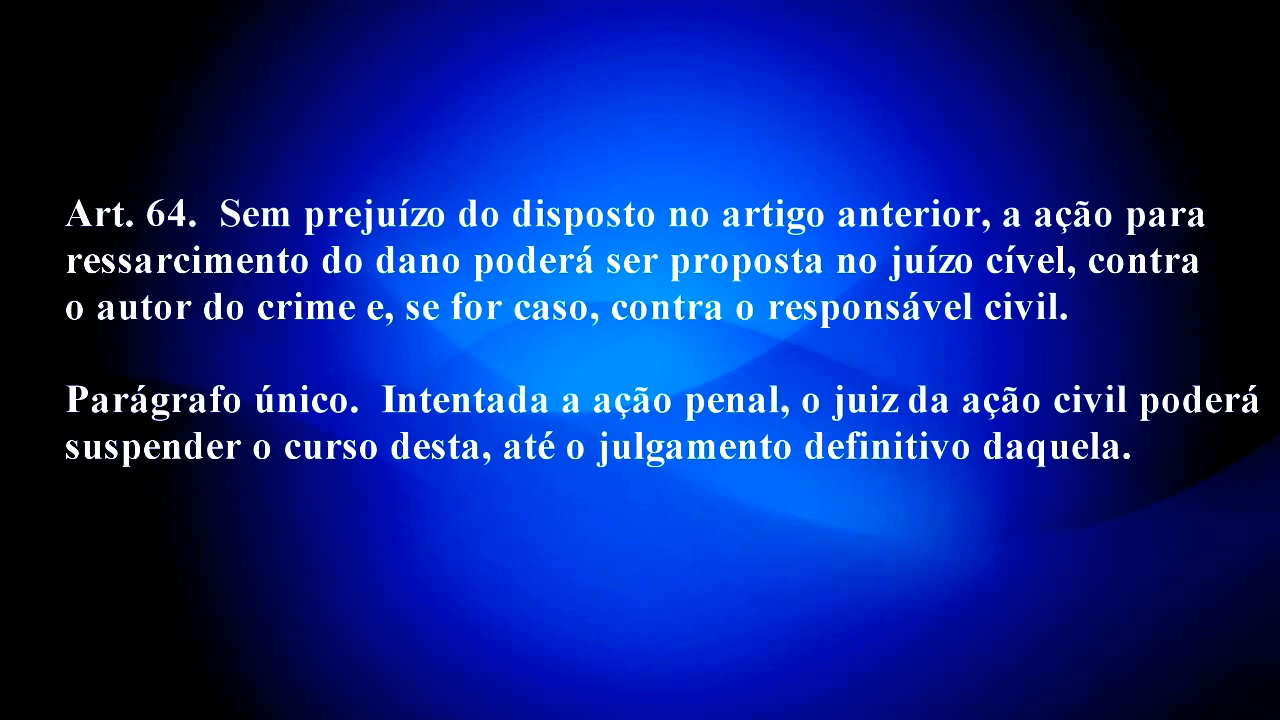 Art. 64.  Sem prejuízo do disposto no artigo anterior, a ação para
ressarcimento do dano poderá ser proposta no juízo cível, contra
o autor do crime e, se for caso, contra o responsável civil.
Parágrafo único.  Intentada a ação penal, o juiz da ação civil poderá
suspender o curso desta, até o julgamento definitivo daquela.